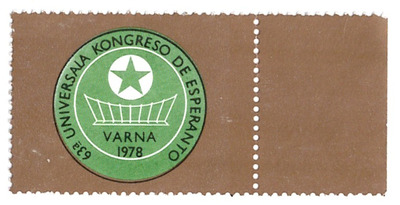 63ª UNIVERSALA KONGRESO DE ESPERANTO
VARNA
1978